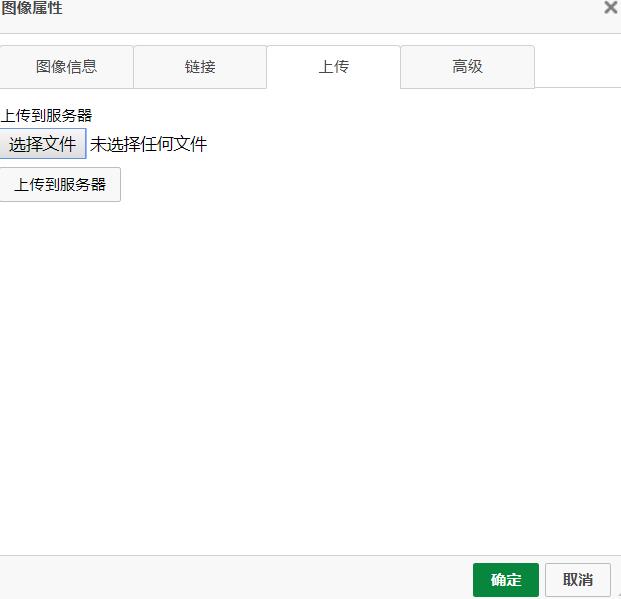 图像属性
图像信息 链接 上传 高级
上传到服务器
选择文件 未选择任何文件
上传到服务器
确定 取消